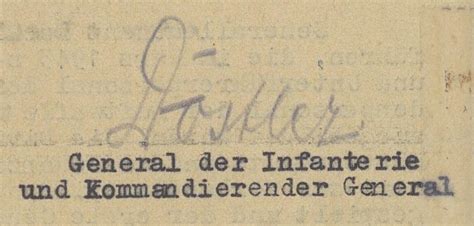 Dostler
General der Infanterie
und Kommandierender General